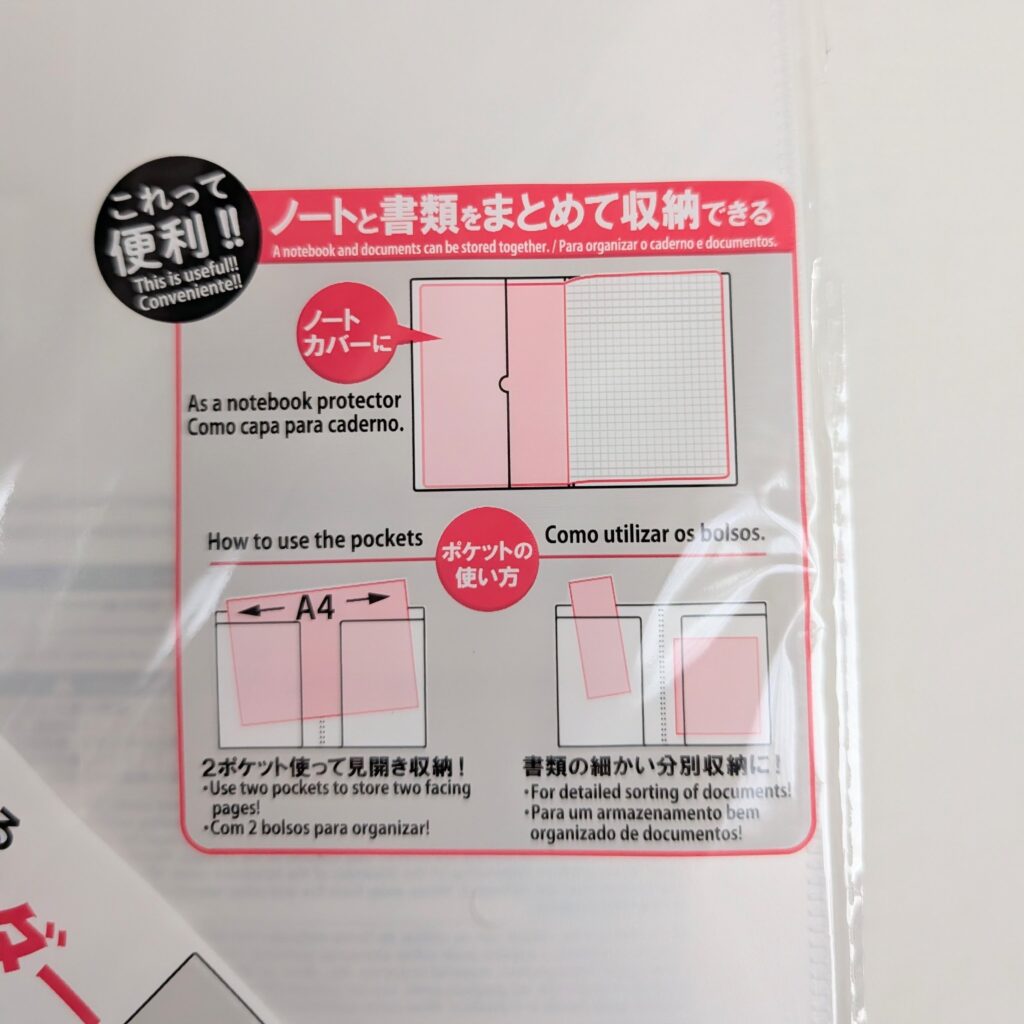 これって
便利!!
This is useful!!
Conveniente!!
ノートと書類をまとめて収納できる
A notebook and documents can be stored together. / Para organizar o caderno e documentos.
ノート
カバーに
As a notebook protector
Como capa para caderno.
How to use the pockets
ポケットの
使い方
Como utilizar os bolsos.
A4
2ポケット使って見開き収納!
・Use two pockets to store two facing
pages!
・Com 2 bolsos para organizar!
書類の細かい分別収納に!
・For detailed sorting of documents!
・Para um armazenamento bem
organizado de documentos!
ダー